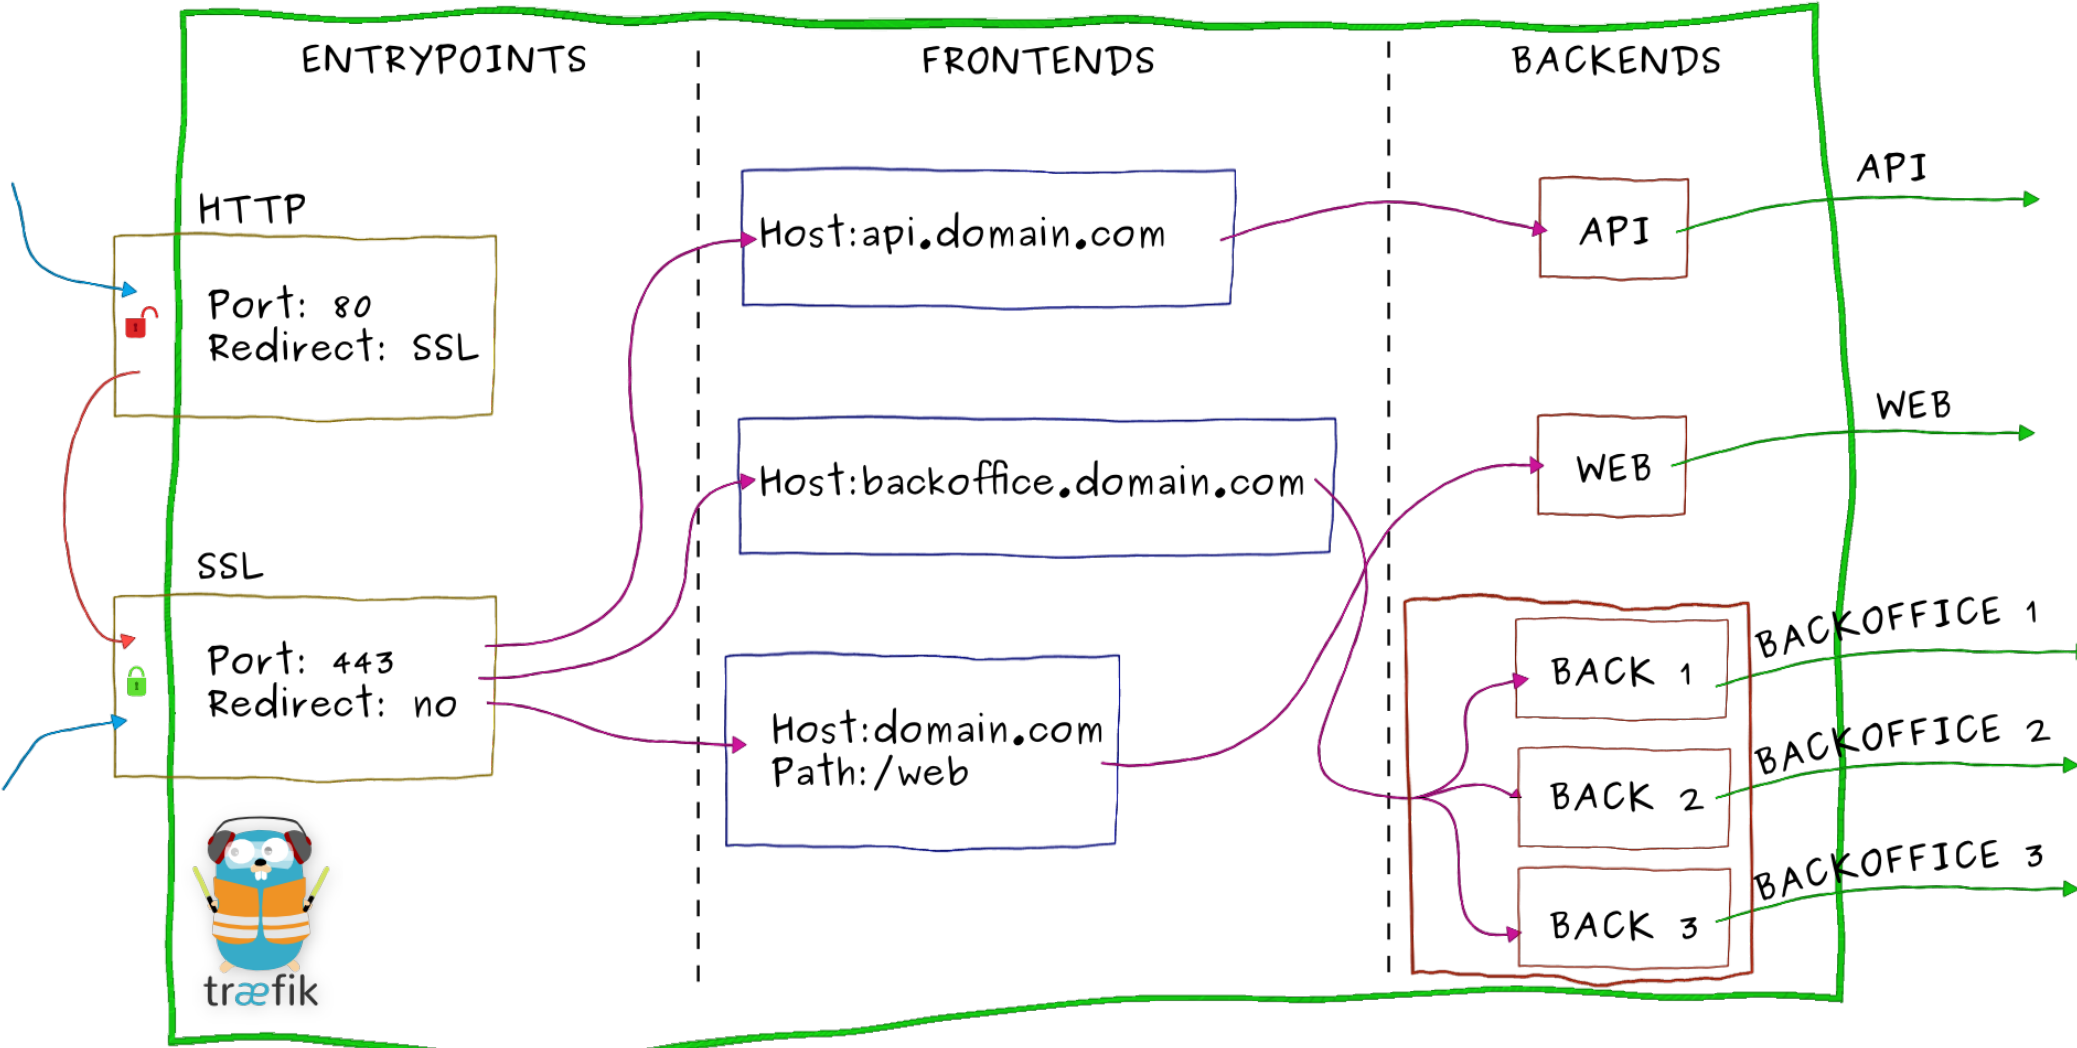 ENTRYPOINTS
FRONTENDS
BACKENDS
HTTP
Port: 80
Redirect: SSL
SSL
Port: 443
Redirect: no
træfik
Host:api.domain.com
Host:backoffice.domain.com
Host:domain.com
Path:/web
API
WEB
BACK 1
BACK 2
BACK 3
API
WEB
BACKOFFICE 1
BACKOFFICE 2
BACKOFFICE 3